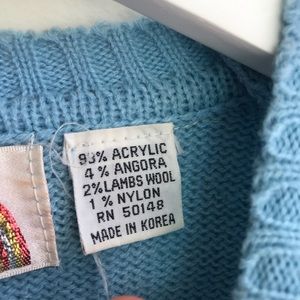 93% ACRYLIC
4% ANGORA
2% LAMBS WOOL
1% NYLON
RN 50148
MADE IN KOREA